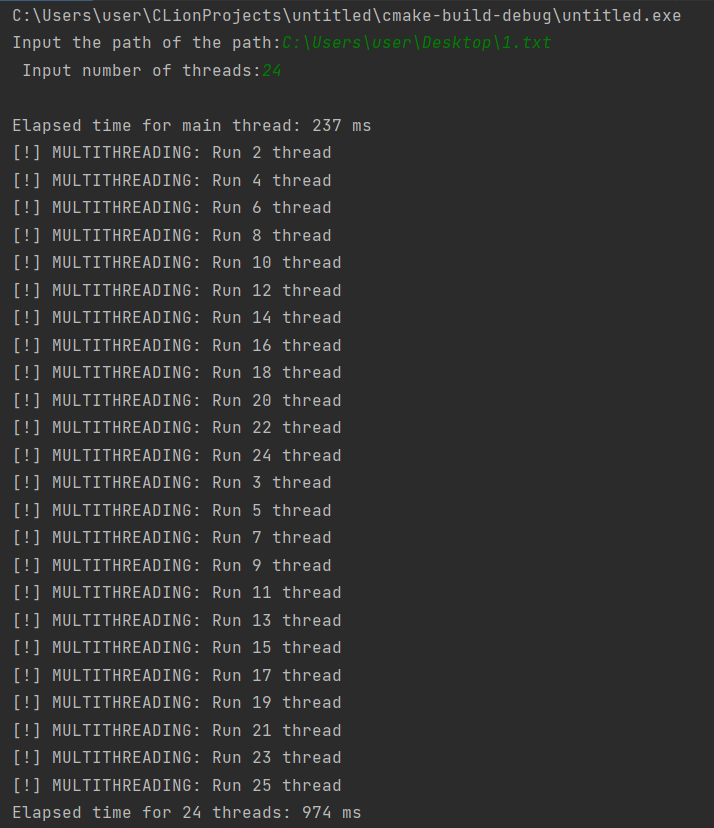 C:\Users\user\CLionProjects\untitled\cmake-build-debug\untitled.exe
Input the path of the path:C:\Users\user\Desktop\1.txt
 Input number of threads:24

Elapsed time for main thread: 237 ms
[!] MULTITHREADING: Run 2 thread
[!] MULTITHREADING: Run 4 thread
[!] MULTITHREADING: Run 6 thread
[!] MULTITHREADING: Run 8 thread
[!] MULTITHREADING: Run 10 thread
[!] MULTITHREADING: Run 12 thread
[!] MULTITHREADING: Run 14 thread
[!] MULTITHREADING: Run 16 thread
[!] MULTITHREADING: Run 18 thread
[!] MULTITHREADING: Run 20 thread
[!] MULTITHREADING: Run 22 thread
[!] MULTITHREADING: Run 24 thread
[!] MULTITHREADING: Run 3 thread
[!] MULTITHREADING: Run 5 thread
[!] MULTITHREADING: Run 7 thread
[!] MULTITHREADING: Run 9 thread
[!] MULTITHREADING: Run 11 thread
[!] MULTITHREADING: Run 13 thread
[!] MULTITHREADING: Run 15 thread
[!] MULTITHREADING: Run 17 thread
[!] MULTITHREADING: Run 19 thread
[!] MULTITHREADING: Run 21 thread
[!] MULTITHREADING: Run 23 thread
[!] MULTITHREADING: Run 25 thread
Elapsed time for 24 threads: 974 ms